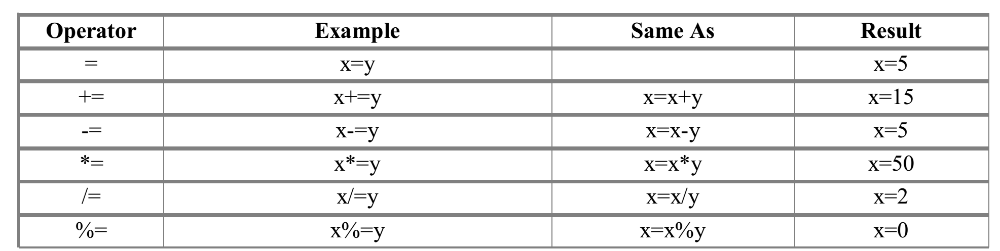 Operator Example Same As Result
= x=y x=5
+= x+=y x=x+y x=15
-= x-=y x=x-y x=5
*= x*=y x=x*y x=50
/= x/=y x=x/y x=2
%= x%=y x=x%y x=0